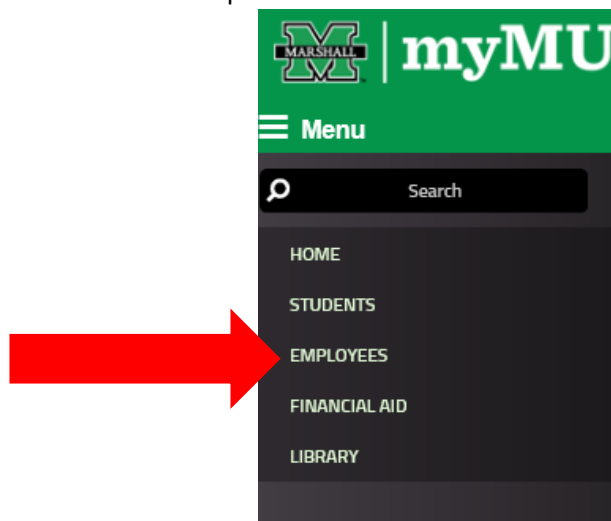 MARSHALL
myMU
Menu
Search
HOME
STUDENTS
EMPLOYEES
FINANCIAL AID
LIBRARY